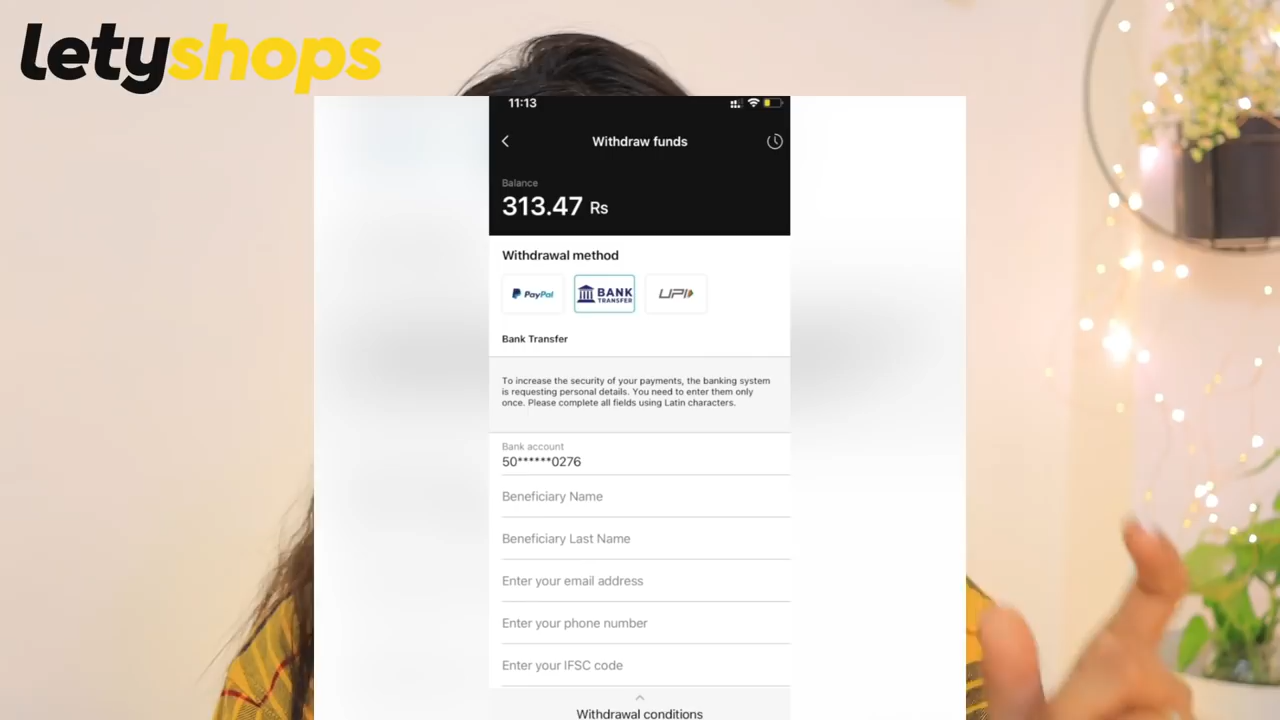 letyshops
11:13
Withdraw funds
Balance
313.47 Rs
Withdrawal method
PayPal
BANK TRANSFER
UPI
Bank Transfer
To increase the security of your payments, the banking system
is requesting personal details. You need to enter them only
once. Please complete all fields using Latin characters.
Bank account
50******0276
Beneficiary Name
Beneficiary Last Name
Enter your email address
Enter your phone number
Enter your IFSC code
Withdrawal conditions